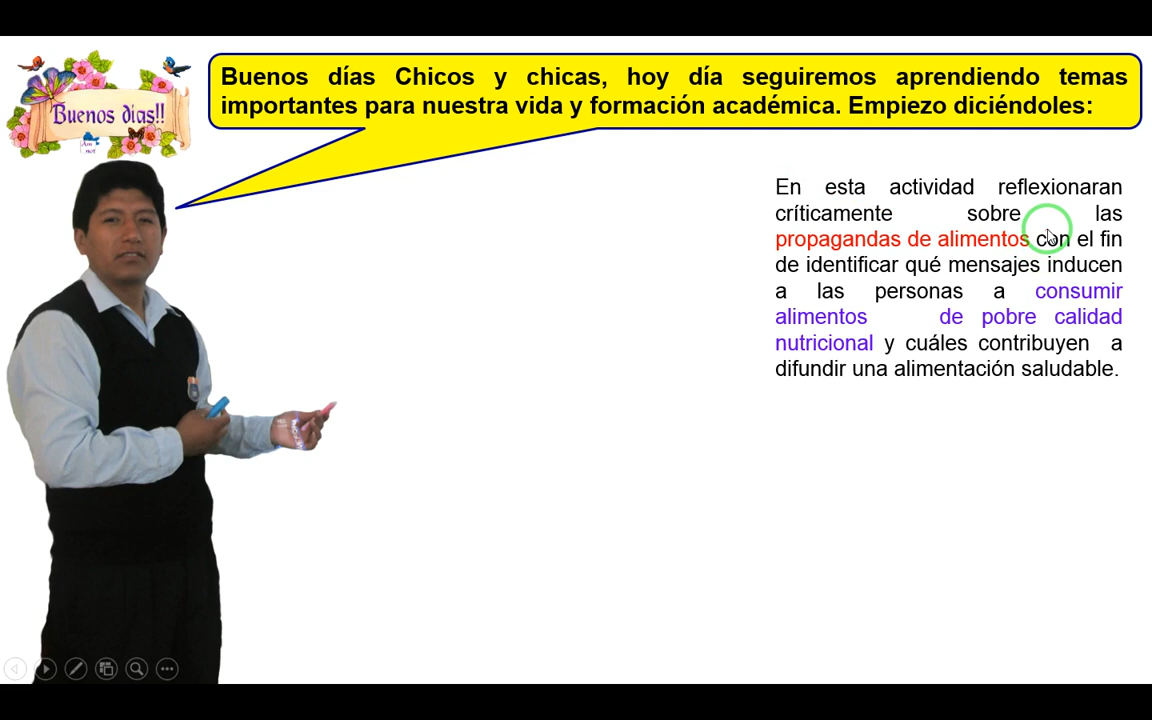 Buenos dias!!
Buenos días Chicos y chicas, hoy día seguiremos aprendiendo temas
importantes para nuestra vida y formación académica. Empiezo diciéndoles:
En esta actividad reflexionaran
críticamente sobre las
propagandas de alimentos con el fin
de identificar qué mensajes inducen
a las personas a consumir
alimentos de pobre calidad
nutricional y cuáles contribuyen a
difundir una alimentación saludable.